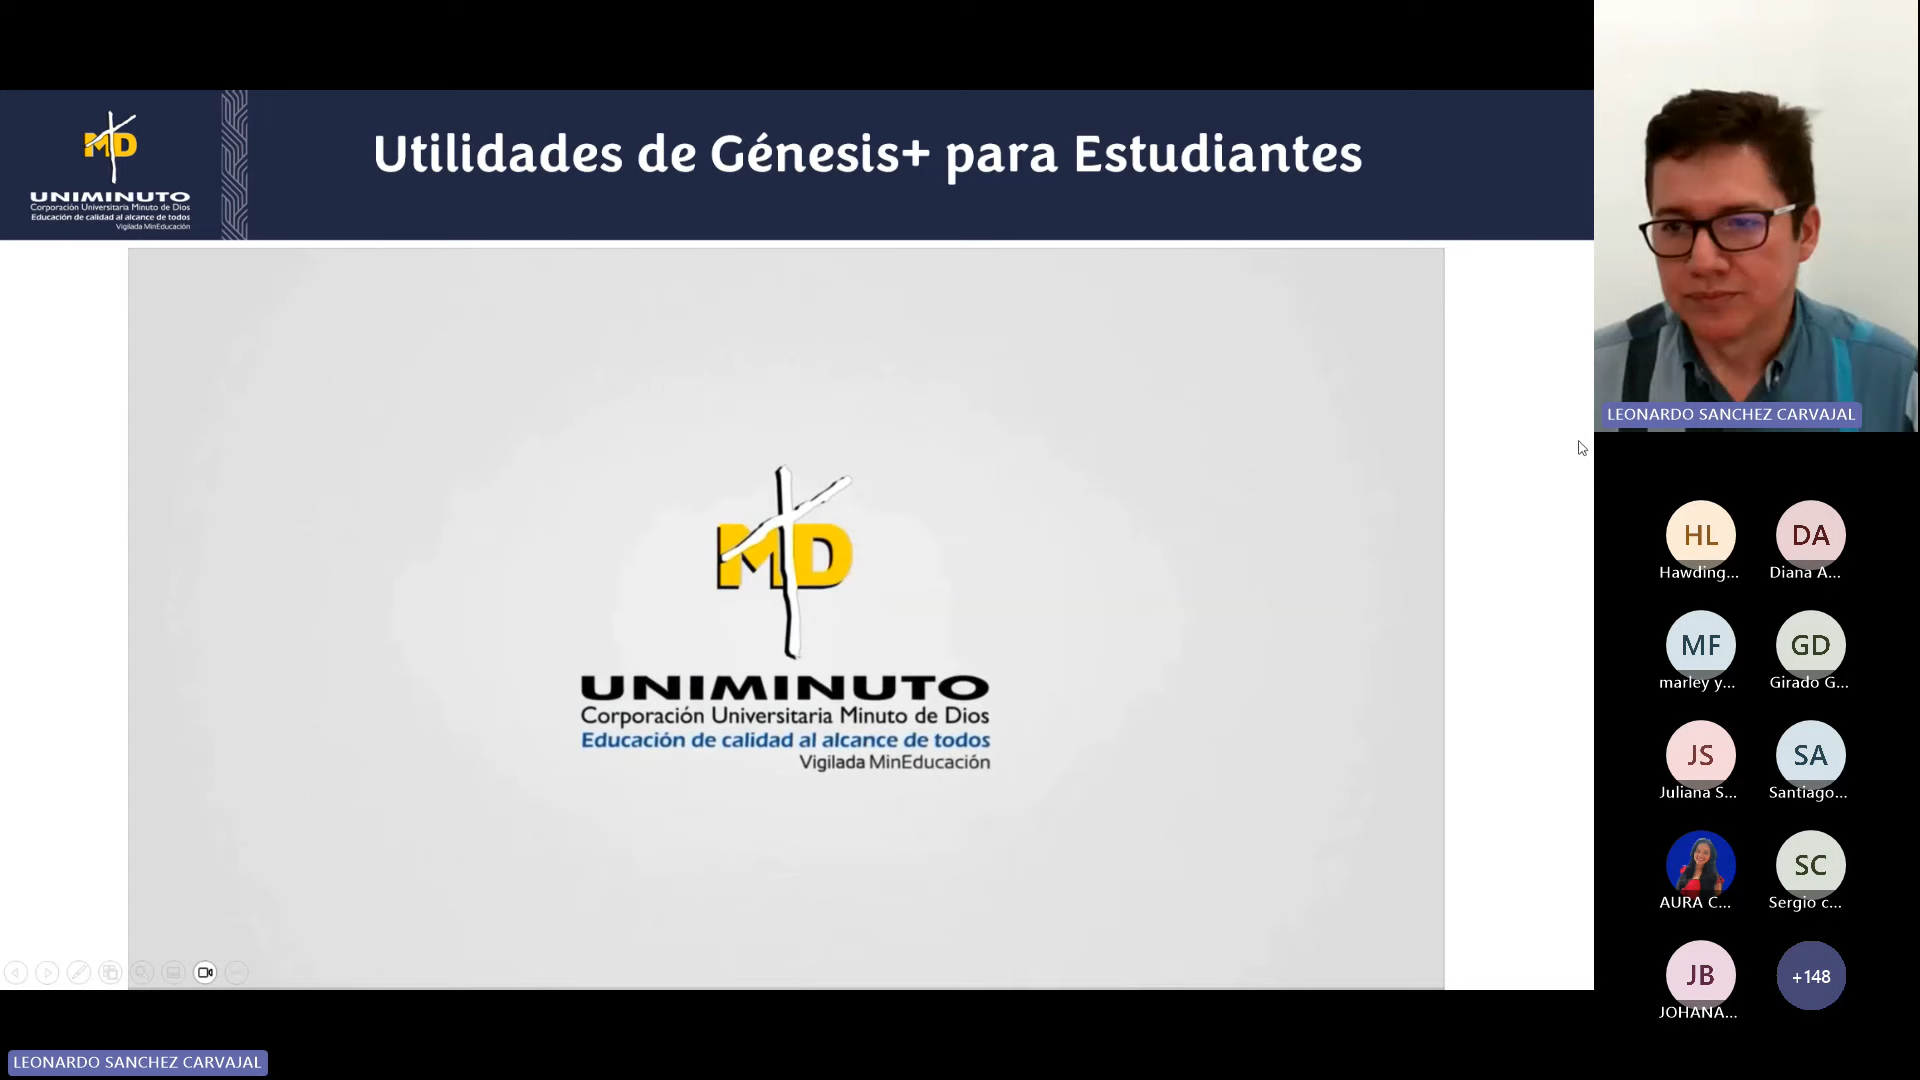 MD
UNIMINUTO
Corporación Universitaria Minuto de Dios
Educación de calidad al alcance de todos
Vigilada MinEducación
Utilidades de Génesis+ para Estudiantes
MD
UNIMINUTO
Corporación Universitaria Minuto de Dios
Educación de calidad al alcance de todos
Vigilada MinEducación
LEONARDO SANCHEZ CARVAJAL
HL
Hawding...
DA
Diana A...
MF
marley y...
GD
Girado G...
JS
Juliana S...
SA
Santiago...
AURA C...
SC
Sergio c...
JB
JOHANA...
+148
LEONARDO SANCHEZ CARVAJAL